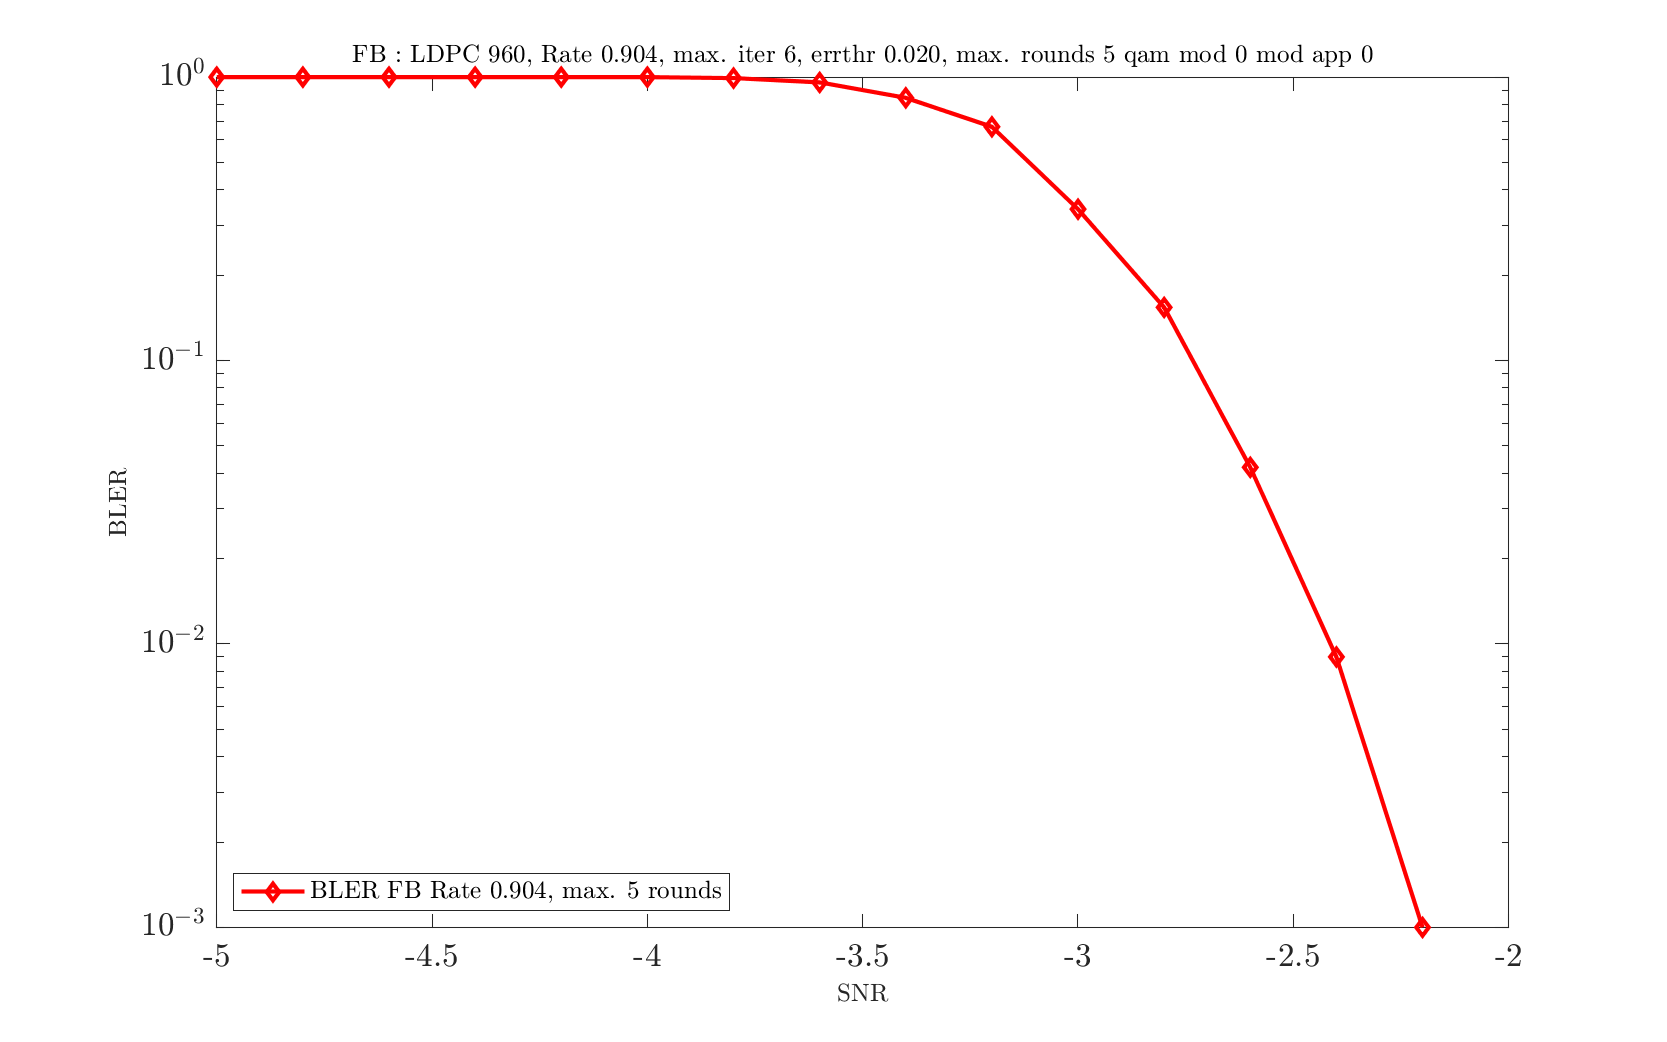 FB : LDPC 960, Rate 0.904, max. iter 6, errthr 0.020, max. rounds 5 qam mod 0 mod app 0
10⁰
10⁻¹
10⁻²
10⁻³
BLER
BLER FB Rate 0.904, max. 5 rounds
-5 -4.5 -4 -3.5 -3 -2.5 -2
SNR